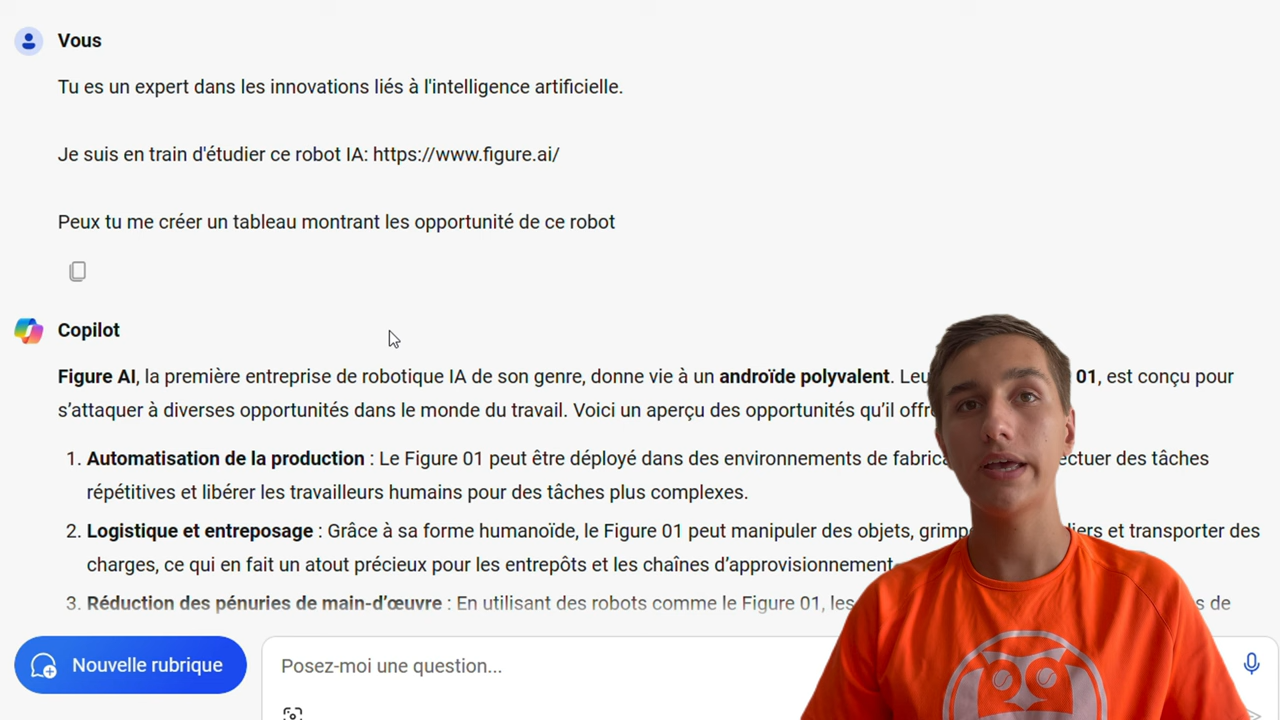 Vous
Tu es un expert dans les innovations liés à l'intelligence artificielle.
Je suis en train d'étudier ce robot IA: https://www.figure.ai/
Peux tu me créer un tableau montrant les opportunité de ce robot
Copilot
Figure AI, la première entreprise de robotique IA de son genre, donne vie à un androïde polyvalent. Leu 01, est conçu pour
s'attaquer à diverses opportunités dans le monde du travail. Voici un aperçu des opportunités qu'il offr
1. Automatisation de la production : Le Figure 01 peut être déployé dans des environnements de fabrica ectuer des tâches
répétitives et libérer les travailleurs humains pour des tâches plus complexes.
2. Logistique et entreposage : Grâce à sa forme humanoïde, le Figure 01 peut manipuler des objets, grimp iers et transporter des
charges, ce qui en fait un atout précieux pour les entrepôts et les chaînes d'approvisionnement
3. Réduction des pénuries de main-d'œuvre : En utilisant des robots comme le Figure 01, les s de
Nouvelle rubrique
Posez-moi une question...